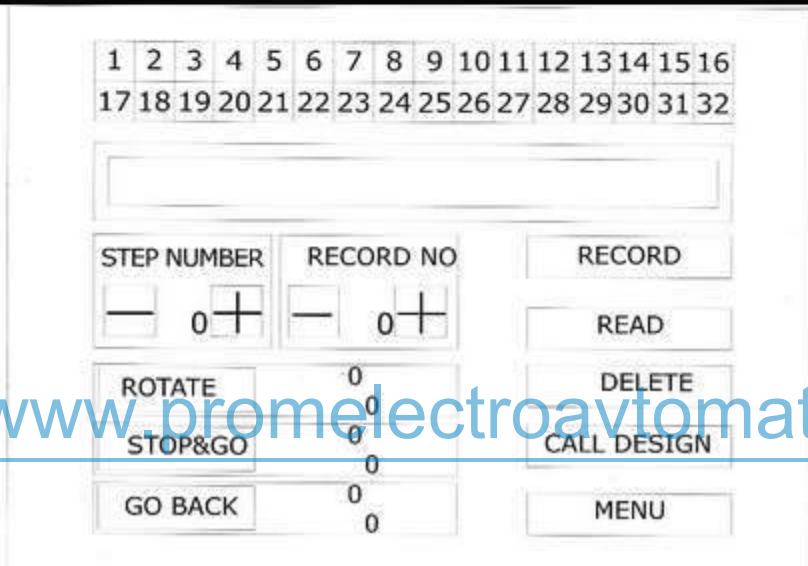 1 2 3 4 5 6 7 8 9 10 11 12 13 14 15 16
17 18 19 20 21 22 23 24 25 26 27 28 29 30 31 32
STEP NUMBER
— 0 +
RECORD NO
— 0 +
RECORD
READ
ROTATE 0
0
STOP&GO 0
0
GO BACK 0
0
DELETE
CALL DESIGN
MENU
www.promelectroavtomat